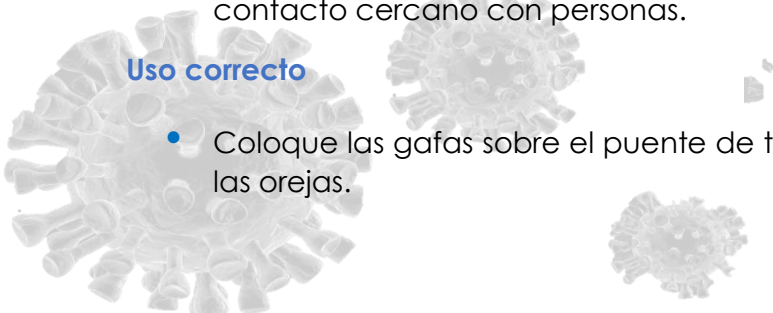 contacto cercano con personas.
Uso correcto
• Coloque las gafas sobre el puente de
las orejas.